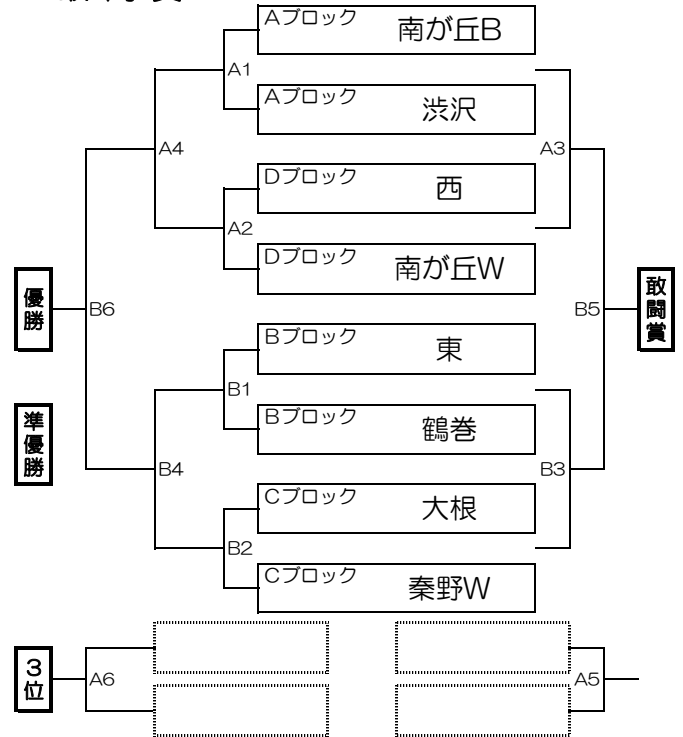 Aブロック 南が丘B
A1
Aブロック 渋沢
A4
A3
Dブロック 西
A2
Dブロック 南が丘W
優勝
B6
B5
敢闘賞
Bブロック 東
B1
準優勝
Bブロック 鶴巻
B4
B3
Cブロック 大根
B2
Cブロック 秦野W
3位
A6
A5